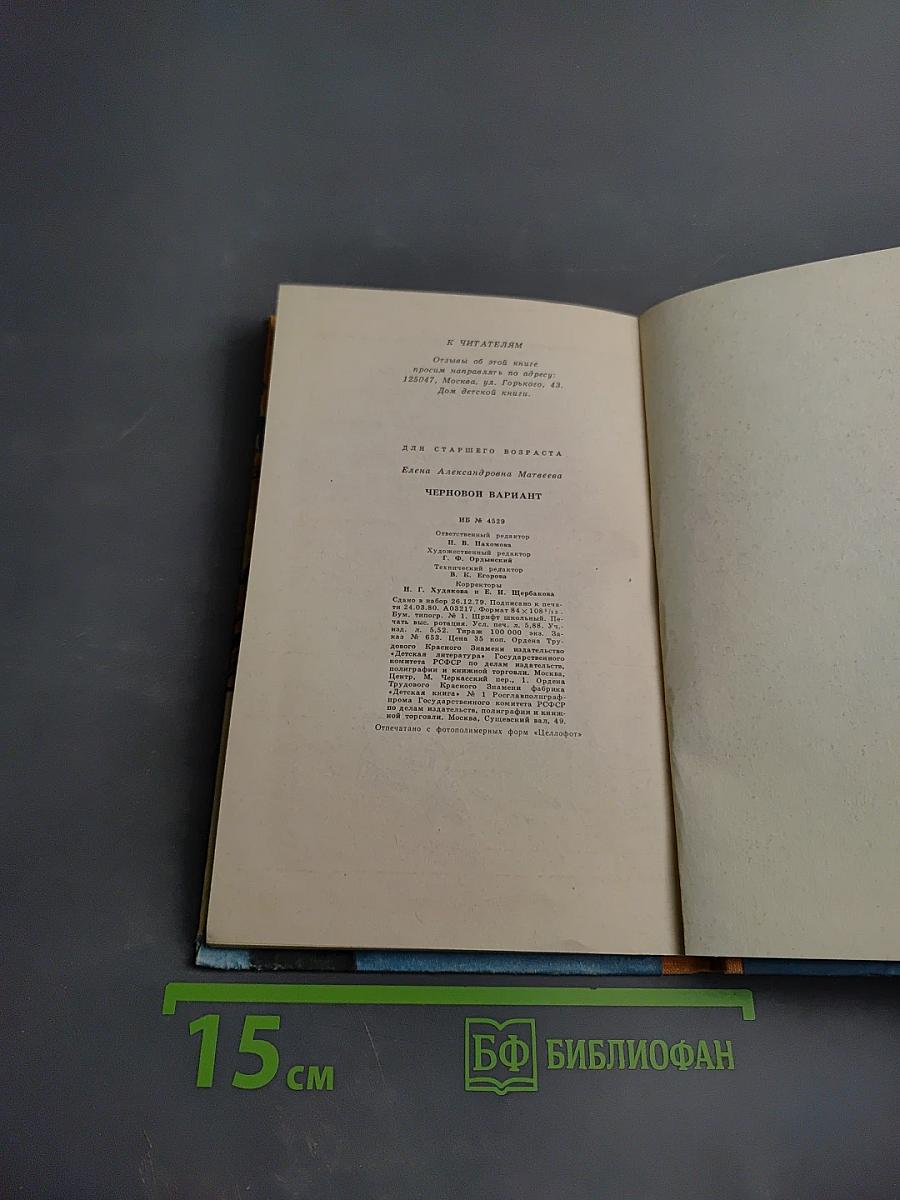 К ЧИТАТЕЛЯМ
Отзывы об этой книге
просим направлять по адресу:
125047, Москва, ул. Горького, 43.
Дом детской книги.
ДЛЯ СТАРШЕГО ВОЗРАСТА
Елена Александровна Матвеева
ЧЕРНОВОЙ ВАРИАНТ
ИБ № 4529
Ответственный редактор
Н. В. Пахомова
Художественный редактор
Г. Ф. Ордынский
Технический редактор
В. К. Егорова
Корректоры
Н. Г. Худякова и Е. И. Щербакова
Сдано в набор 26.12.79. Подписано к печа-
ти 24.03.80. А03217. Формат 84×108¹/₃₂.
Бум. типогр. № 1. Шрифт школьный. Пе-
чать выс. ротация. Усл. печ. л. 5,88. Уч.-
изд. л. 5,52. Тираж 100 000 экз. За-
каз № 653. Цена 35 коп. Ордена Тру-
дового Красного Знамени издательство
«Детская литература» Государственного
комитета РСФСР по делам издательств,
полиграфии и книжной торговли. Москва,
Центр, М. Черкасский пер., 1. Ордена
Трудового Красного Знамени фабрика
«Детская книга» № 1 Росглавполиграф-
прома Государственного комитета РСФСР
по делам издательств, полиграфии и книж-
ной торговли. Москва, Сущевский вал, 49.
Отпечатано с фотополимерных форм «Целлофот»
15 см
БФ БИБЛИОФАН